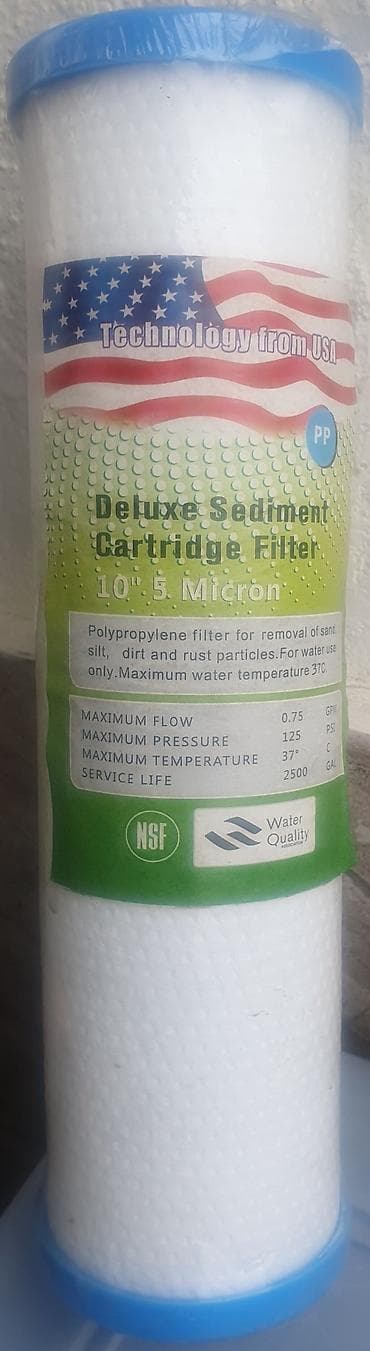 Technology from USA
PP
Deluxe Sediment
Cartridge Filter
10" 5 Micron
Polypropylene filter for removal of sand,
silt, dirt and rust particles.For water use
only.Maximum water temperature 37C.
MAXIMUM FLOW 0.75 GPM
MAXIMUM PRESSURE 125 PSI
MAXIMUM TEMPERATURE 37° C
SERVICE LIFE 2500 GAL
NSF
Water
Quality
ASSOCIATION